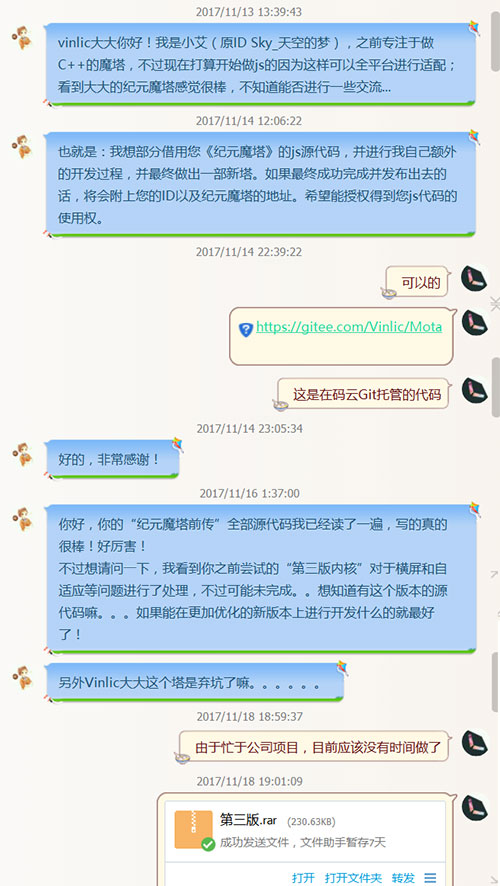 2017/11/13 13:39:43
vinlic大大你好！我是小艾（原ID Sky_天空的梦），之前专注于做
C++的魔塔，不过现在打算开始做js的因为这样可以全平台进行适配；
看到大大的纪元魔塔感觉很棒，不知道能否进行一些交流...
2017/11/14 12:06:22
也就是：我想部分借用您《纪元魔塔》的js源代码，并进行我自己额外
的开发过程，并最终做出一部新塔。如果最终成功完成并发布出去的
话，将会附上您的ID以及纪元魔塔的地址。希望能授权得到您js代码的
使用权。
2017/11/14 22:39:22
可以的
https://gitee.com/Vinlic/Mota
这是在码云Git托管的代码
2017/11/14 23:05:34
好的，非常感谢！
2017/11/16 1:37:00
你好，你的“纪元魔塔前传”全部源代码我已经读了一遍，写的真的
很棒！好厉害！
不过想请问一下，我看到你之前尝试的“第三版内核”对于横屏和自
适应等问题进行了处理，不过可能未完成。。想知道有这个版本的源
代码嘛。。。如果能在更加优化的新版本上进行开发什么的就最好
了！
另外Vinlic大大这个塔是弃坑了嘛。。。。。。
2017/11/18 18:59:37
由于忙于公司项目，目前应该没有时间做了
2017/11/18 19:01:09
第三版.rar (230.63KB)
成功发送文件，文件助手暂存7天
打开 打开文件夹 转发